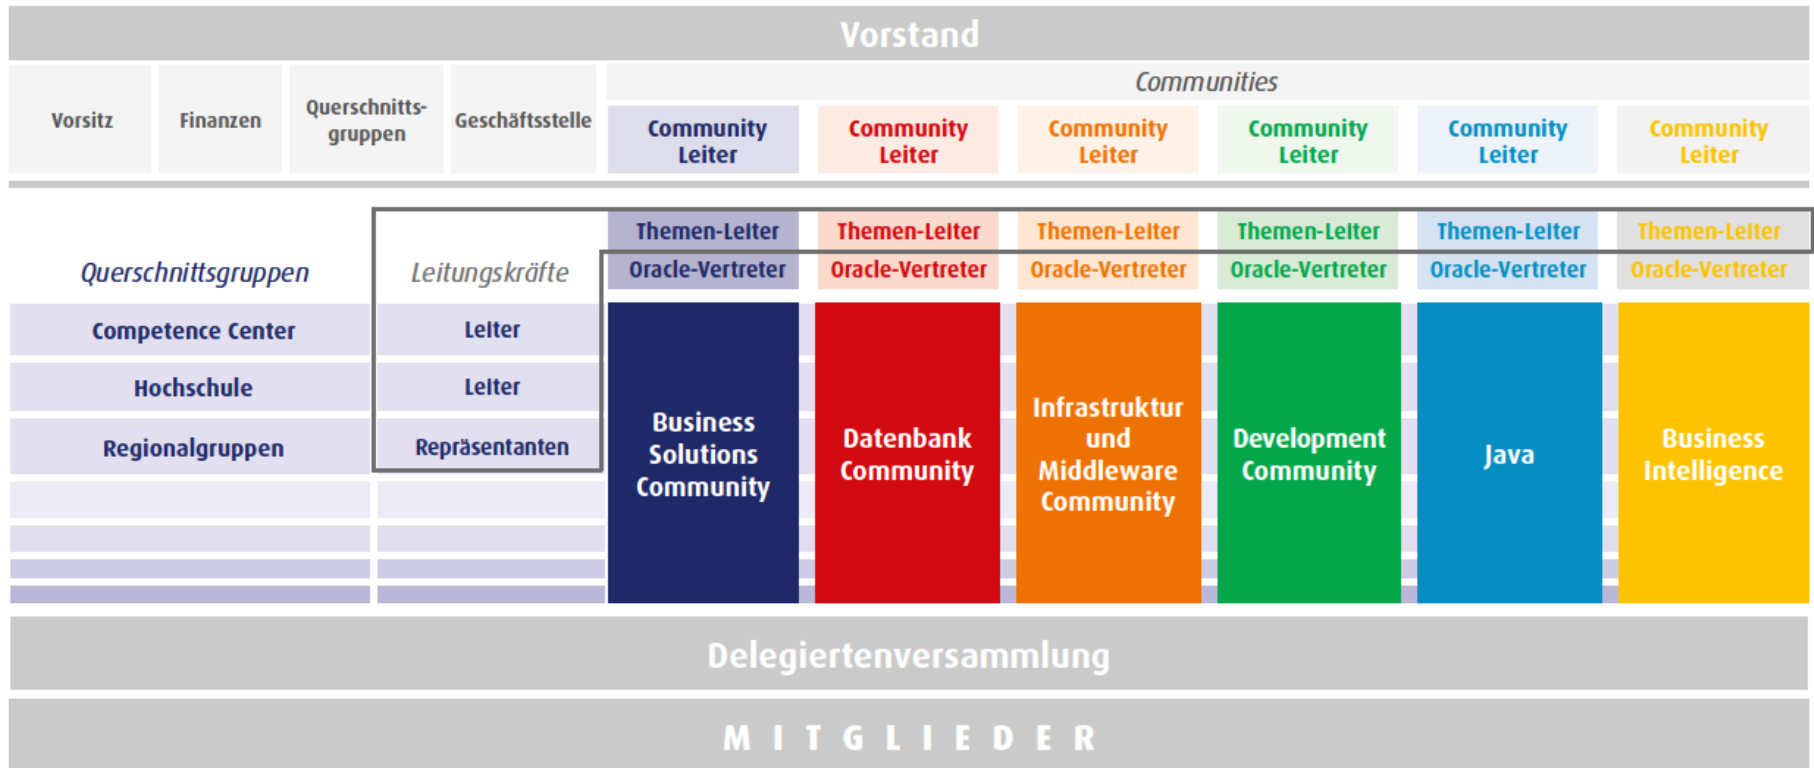 Vorstand
Communities
Vorsitz
Finanzen
Querschnitts-
gruppen
Geschäftsstelle
Community
Leiter
Community
Leiter
Community
Leiter
Community
Leiter
Community
Leiter
Community
Leiter
Themen-Leiter
Themen-Leiter
Themen-Leiter
Themen-Leiter
Themen-Leiter
Themen-Leiter
Querschnittsgruppen
Leitungskräfte
Oracle-Vertreter
Oracle-Vertreter
Oracle-Vertreter
Oracle-Vertreter
Oracle-Vertreter
Oracle-Vertreter
Competence Center
Leiter
Hochschule
Leiter
Regionalgruppen
Repräsentanten
Business
Solutions
Community
Datenbank
Community
Infrastruktur
und
Middleware
Community
Development
Community
Java
Business
Intelligence
Delegiertenversammlung
MITGLIEDER